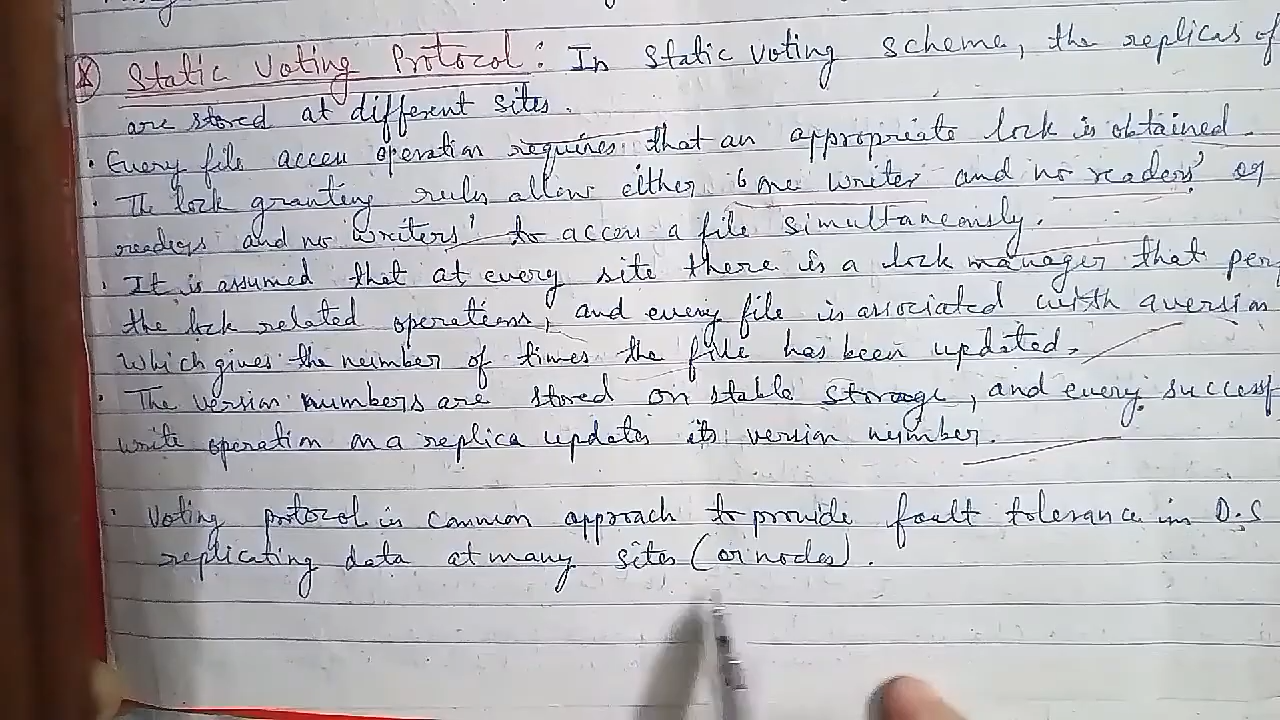 Static Voting Protocol : In static voting scheme, the replicas of
are stored at different sites.
• Every file access operation requires that an appropriate lock is obtained.
• The lock granting rules allow either 'one writer and no readers' or
readers and no writers' to access a file simultaneously.
• It is assumed that at every site there is a lock manager that per
the lock related operations, and every file is associated with a version
which gives the number of times the file has been updated.
• The version numbers are stored on stable storage, and every success
write operation on a replica updates its version number.
• Voting protocol is common approach to provide fault tolerance in D.S
replicating data at many sites (or nodes).